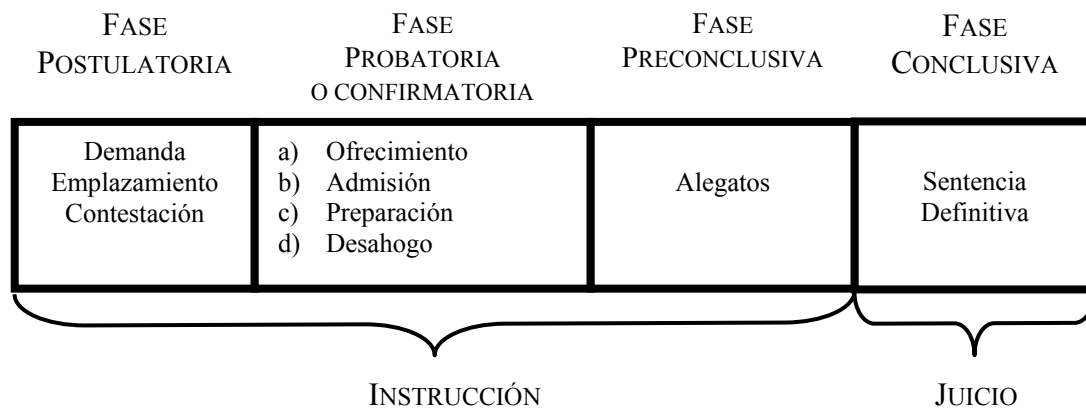 FASE
POSTULATORIA
FASE
PROBATORIA
O CONFIRMATORIA
FASE
PRECONCLUSIVA
FASE
CONCLUSIVA
Demanda
Emplazamiento
Contestación
a) Ofrecimiento
b) Admisión
c) Preparación
d) Desahogo
Alegatos
Sentencia
Definitiva
INSTRUCCIÓN
JUICIO